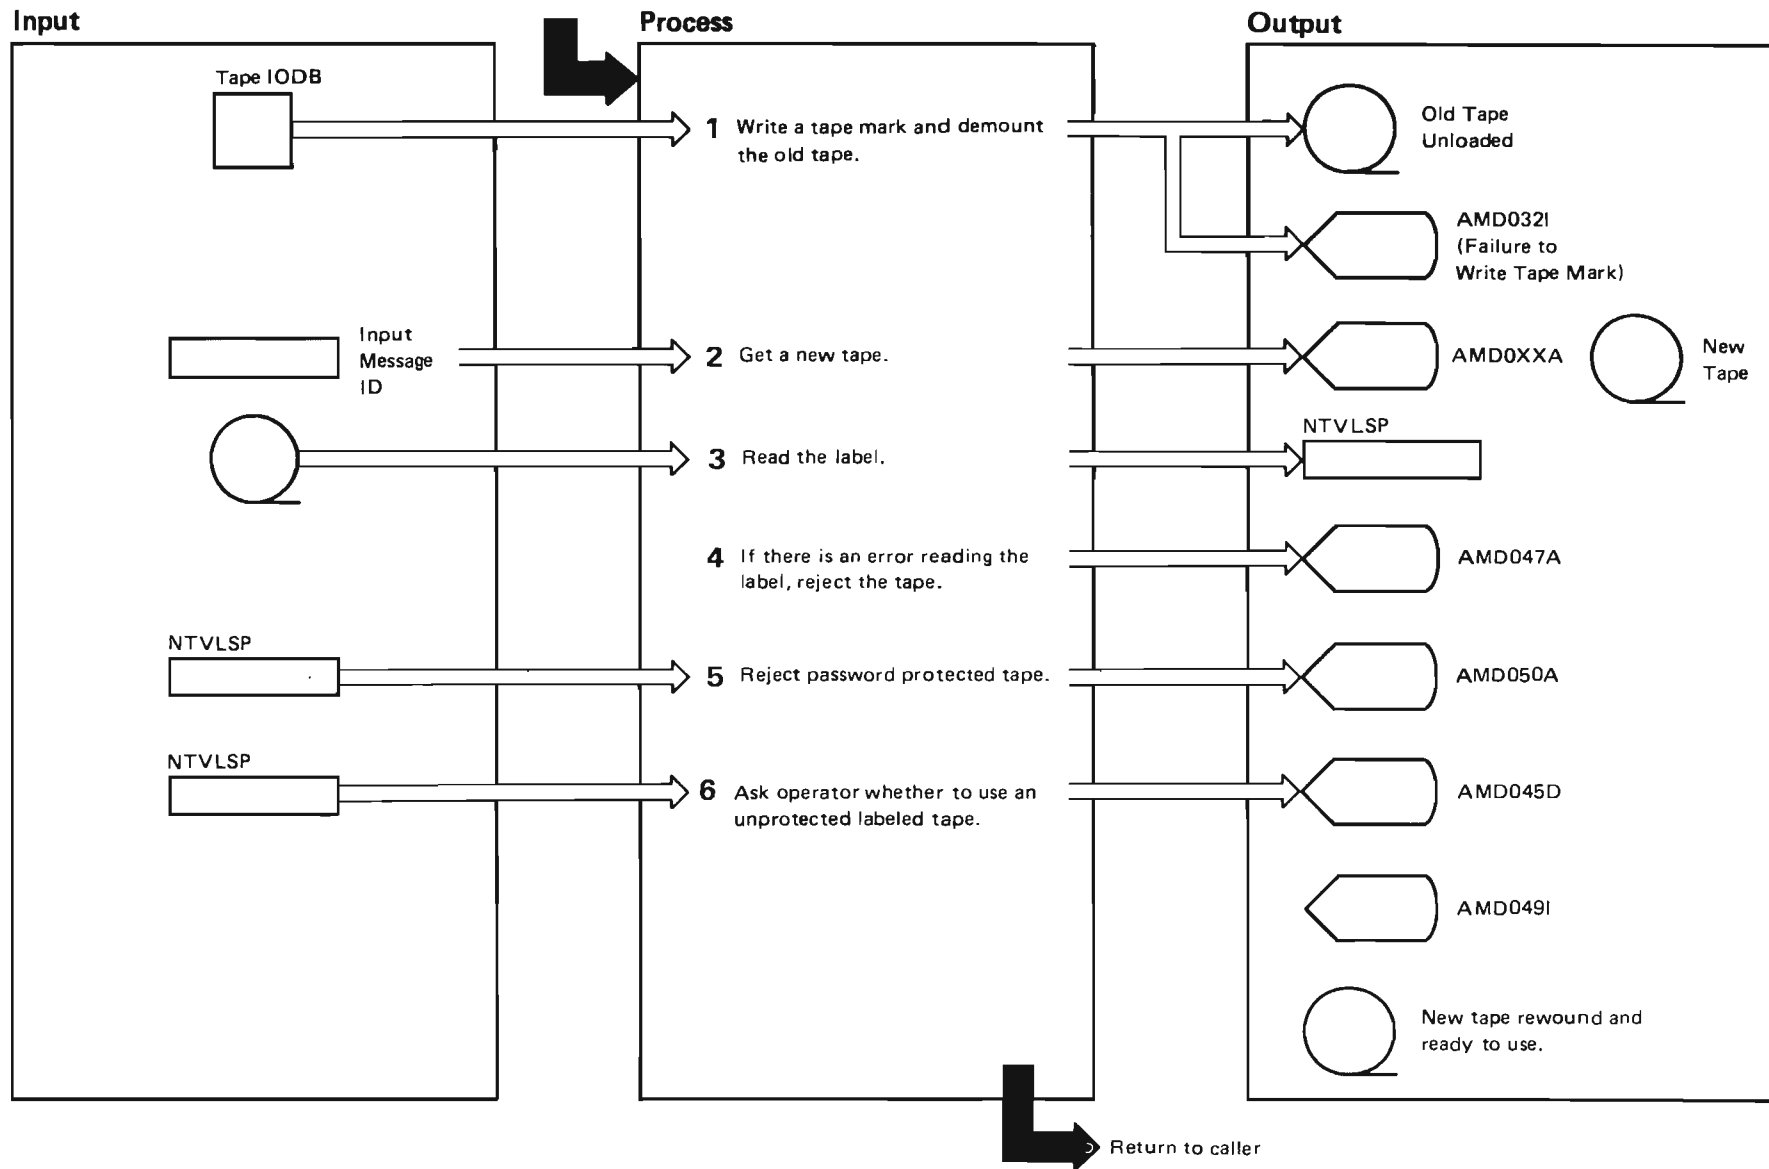 Input
Process
Output
Tape IODB
1 Write a tape mark and demount
the old tape.
Old Tape
Unloaded
AMD032I
(Failure to
Write Tape Mark)
Input
Message
ID
2 Get a new tape.
AMD0XXA
New
Tape
3 Read the label.
NTVLSP
4 If there is an error reading the
label, reject the tape.
AMD047A
NTVLSP
5 Reject password protected tape.
AMD050A
NTVLSP
6 Ask operator whether to use an
unprotected labeled tape.
AMD045D
AMD049I
New tape rewound and
ready to use.
Return to caller